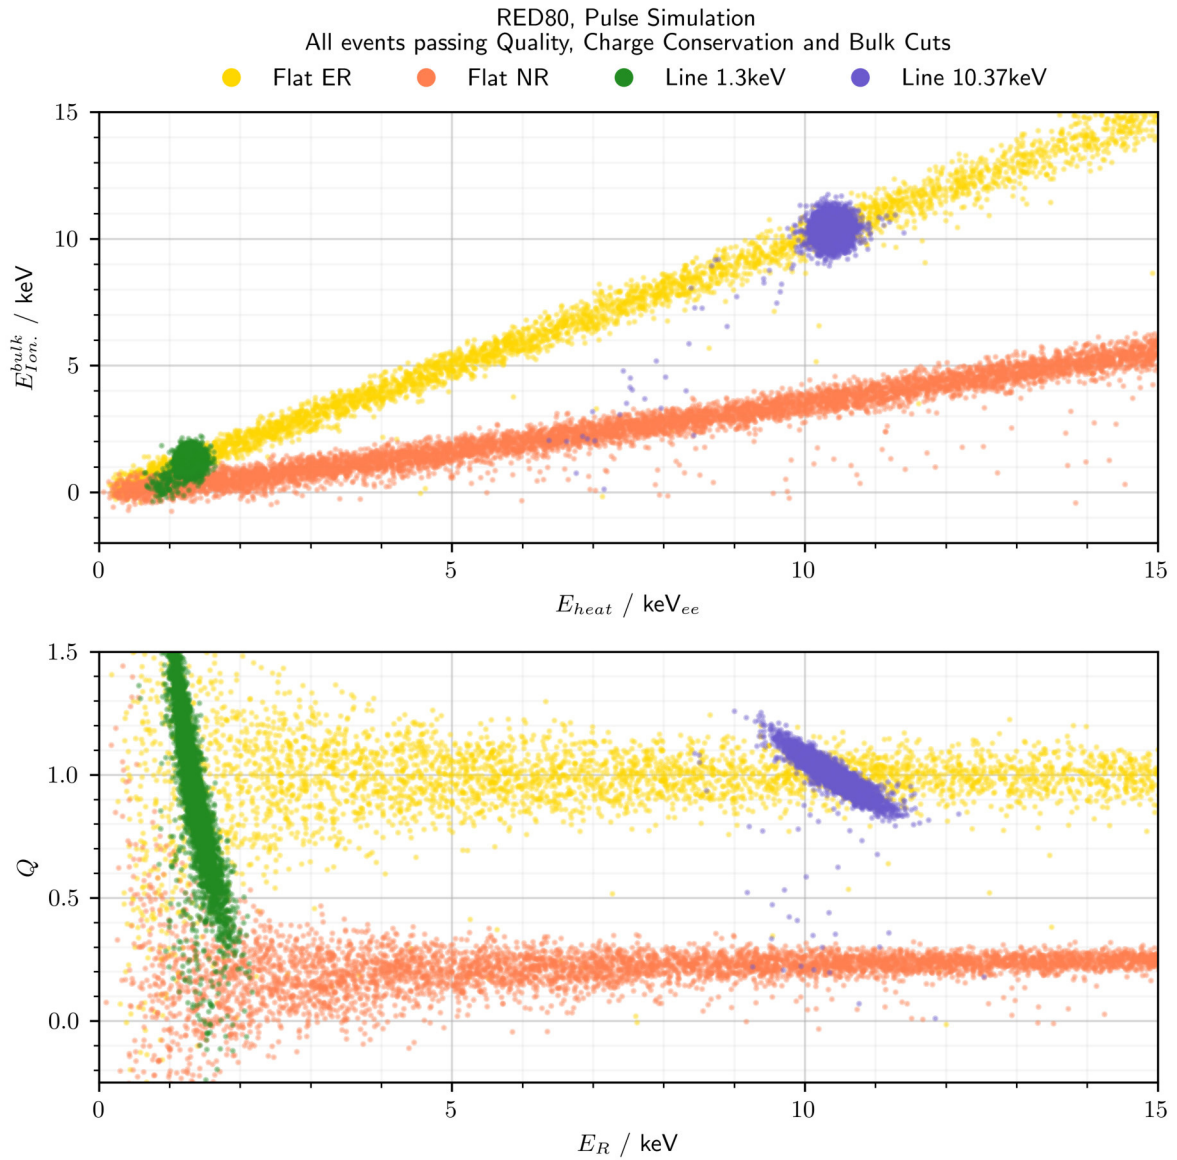 RED80, Pulse Simulation
All events passing Quality, Charge Conservation and Bulk Cuts
Flat ER Flat NR Line 1.3keV Line 10.37keV
15
10
5
0
E_{Ion.}^{bulk} / keV
0 5 10 15
E_{heat} / keV_{ee}
1.5
1.0
0.5
0.0
Q
0 5 10 15
E_R / keV